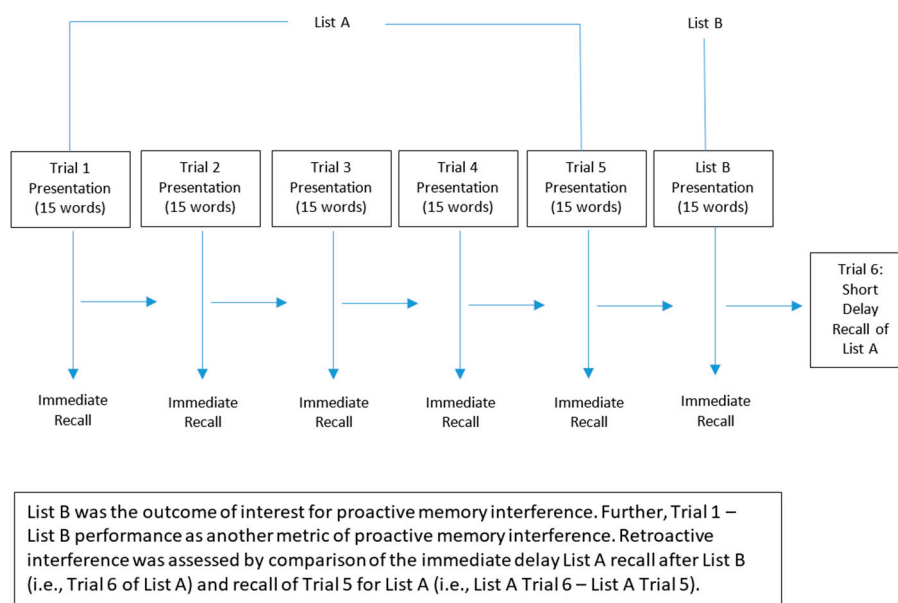 List A
List B
Trial 1
Presentation
(15 words)
Trial 2
Presentation
(15 words)
Trial 3
Presentation
(15 words)
Trial 4
Presentation
(15 words)
Trial 5
Presentation
(15 words)
List B
Presentation
(15 words)
Trial 6:
Short
Delay
Recall of
List A
Immediate
Recall
Immediate
Recall
Immediate
Recall
Immediate
Recall
Immediate
Recall
Immediate
Recall
List B was the outcome of interest for proactive memory interference. Further, Trial 1 –
List B performance as another metric of proactive memory interference. Retroactive
interference was assessed by comparison of the immediate delay List A recall after List B
(i.e., Trial 6 of List A) and recall of Trial 5 for List A (i.e., List A Trial 6 – List A Trial 5).